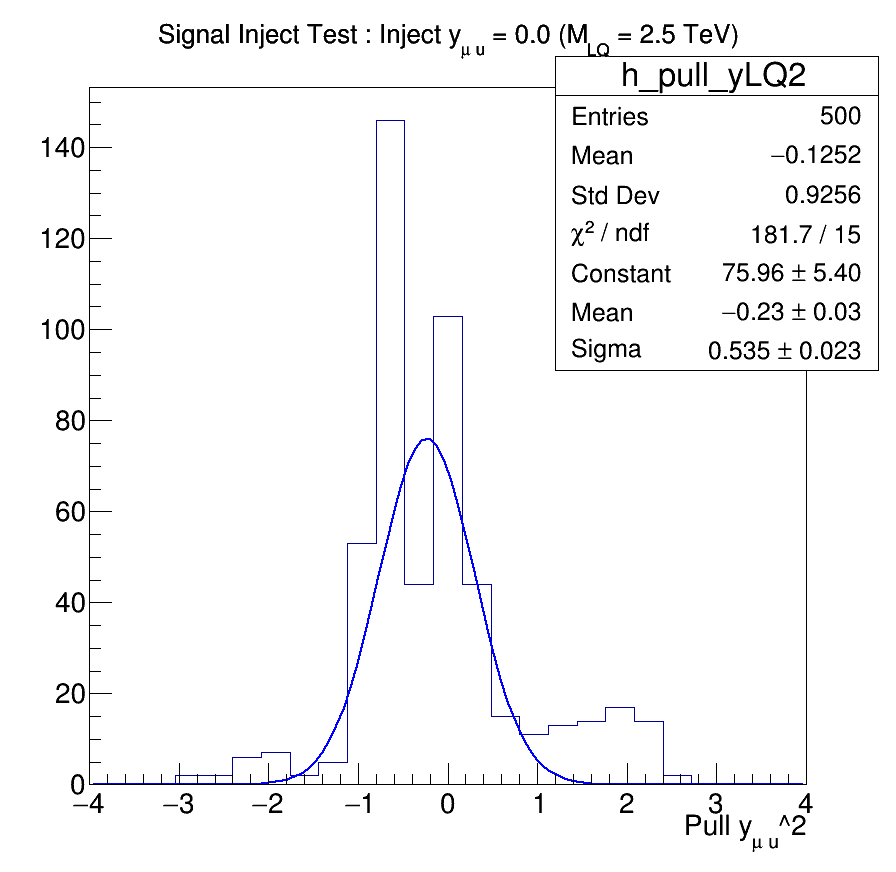 Signal Inject Test : Inject y_μ u = 0.0 (M_LQ = 2.5 TeV)
h_pull_yLQ2
Entries 500
Mean −0.1252
Std Dev 0.9256
χ² / ndf 181.7 / 15
Constant 75.96 ± 5.40
Mean −0.23 ± 0.03
Sigma 0.535 ± 0.023
140
120
100
80
60
40
20
0
−4 −3 −2 −1 0 1 2 3 4
Pull y_μ u^2